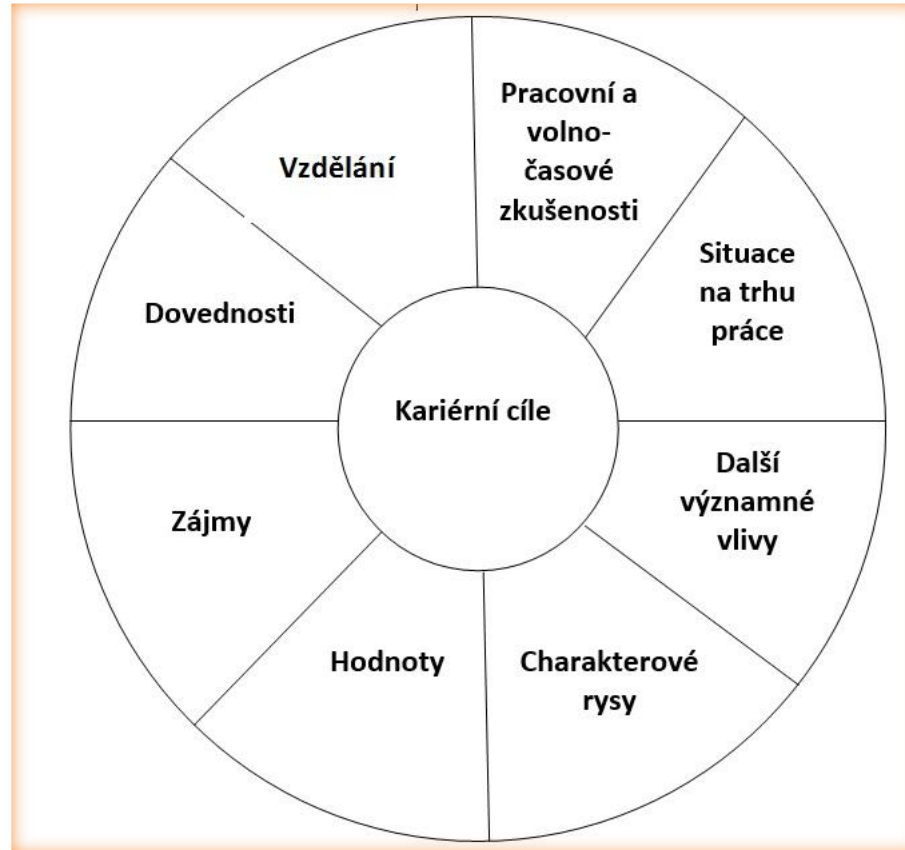 Pracovní a
volno-
časové
zkušenosti
Vzdělání
Situace
na trhu
práce
Dovednosti
Kariérní cíle
Další
významné
vlivy
Zájmy
Hodnoty
Charakterové
rysy